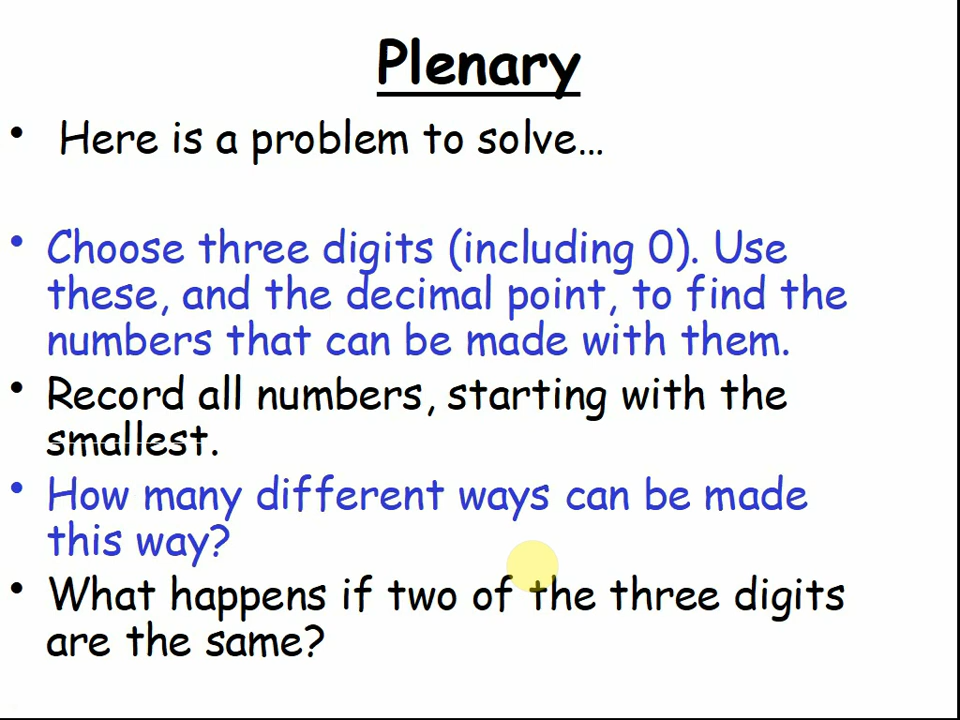 Plenary
• Here is a problem to solve…
• Choose three digits (including 0). Use
these, and the decimal point, to find the
numbers that can be made with them.
• Record all numbers, starting with the
smallest.
• How many different ways can be made
this way?
• What happens if two of the three digits
are the same?